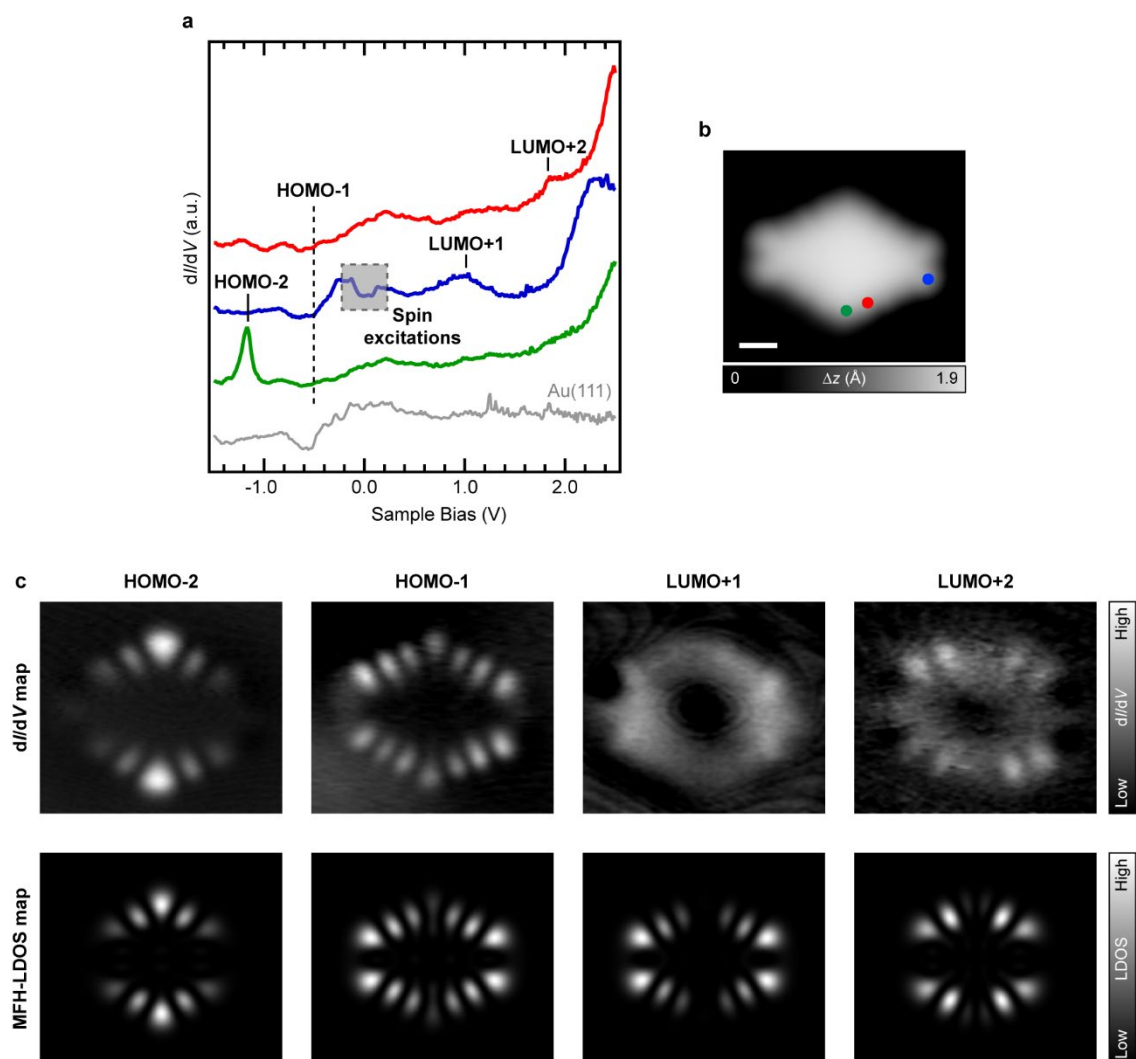 a
LUMO+2
HOMO-1
LUMO+1
HOMO-2
Spin
excitations
Au(111)
dI/dV (a.u.)
-1.0
0.0
1.0
2.0
Sample Bias (V)
b
0
Δz (Å)
1.9
c
HOMO-2
HOMO-1
LUMO+1
LUMO+2
dI/dV map
High
dI/dV
Low
MFH-LDOS map
High
LDOS
Low